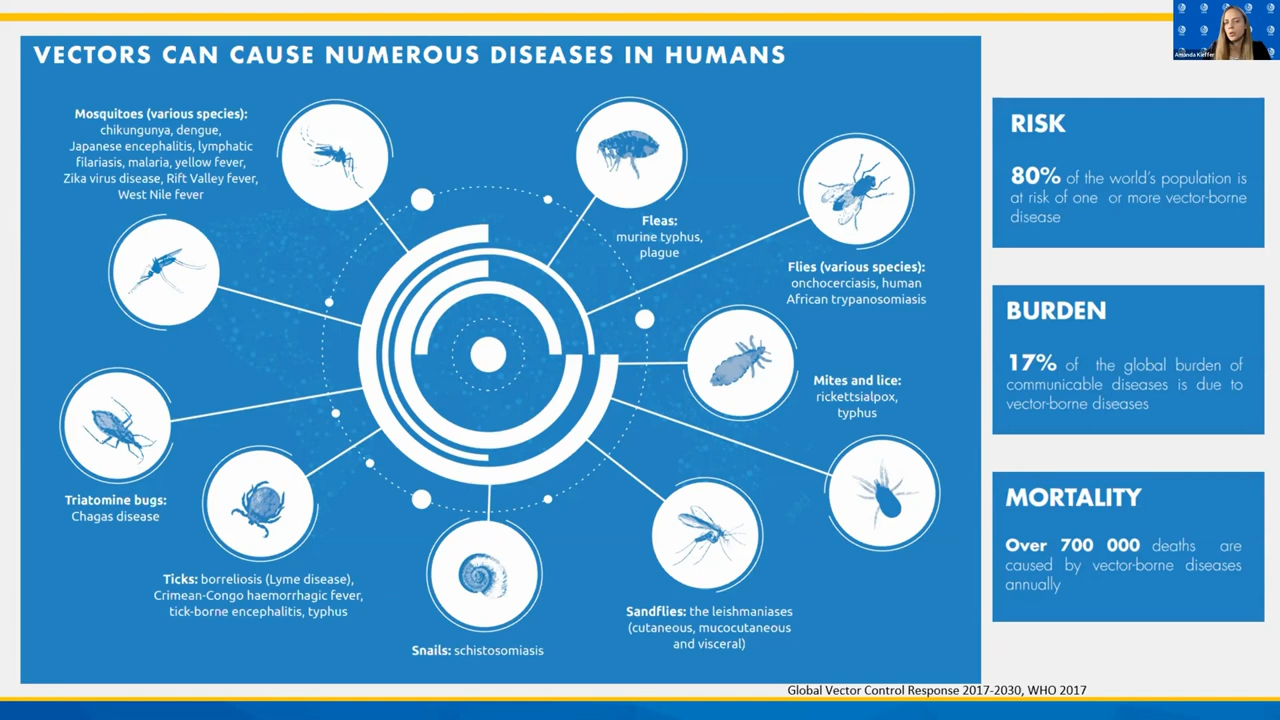 VECTORS CAN CAUSE NUMEROUS DISEASES IN HUMANS
Mosquitoes (various species):
chikungunya, dengue,
Japanese encephalitis, lymphatic
filariasis, malaria, yellow fever,
Zika virus disease, Rift Valley fever,
West Nile fever
Fleas:
murine typhus,
plague
Flies (various species):
onchocerciasis, human
African trypanosomiasis
Mites and lice:
rickettsialpox,
typhus
Triatomine bugs:
Chagas disease
Ticks: borreliosis (Lyme disease),
Crimean-Congo haemorrhagic fever,
tick-borne encephalitis, typhus
Snails: schistosomiasis
Sandflies: the leishmaniases
(cutaneous, mucocutaneous
and visceral)
Amanda Kieffer
RISK
80% of the world's population is
at risk of one or more vector-borne
disease
BURDEN
17% of the global burden of
communicable diseases is due to
vector-borne diseases
MORTALITY
Over 700 000 deaths are
caused by vector-borne diseases
annually
Global Vector Control Response 2017-2030, WHO 2017